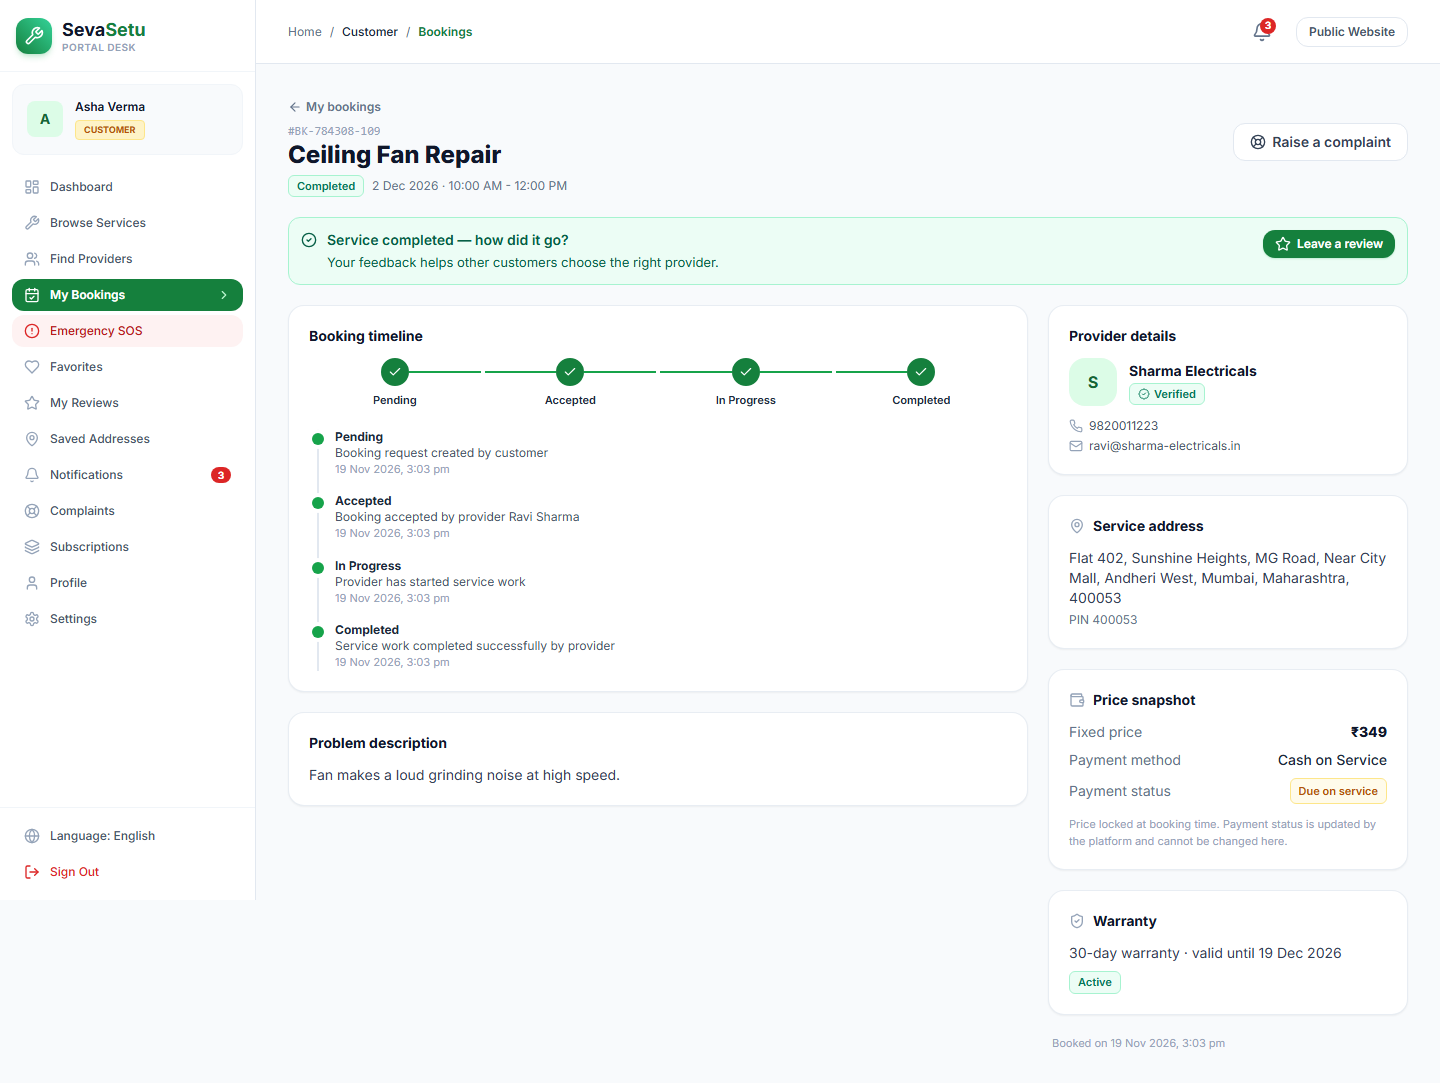 SevaSetu
PORTAL DESK
A
Asha Verma
CUSTOMER
Dashboard
Browse Services
Find Providers
My Bookings
Emergency SOS
Favorites
My Reviews
Saved Addresses
Notifications 3
Complaints
Subscriptions
Profile
Settings
Language: English
Sign Out
Home / Customer / Bookings
3
Public Website
My bookings
#BK-784308-109
Ceiling Fan Repair
Completed 2 Dec 2026 · 10:00 AM - 12:00 PM
Raise a complaint
Service completed — how did it go?
Your feedback helps other customers choose the right provider.
Leave a review
Booking timeline
Pending Accepted In Progress Completed
Pending
Booking request created by customer
19 Nov 2026, 3:03 pm
Accepted
Booking accepted by provider Ravi Sharma
19 Nov 2026, 3:03 pm
In Progress
Provider has started service work
19 Nov 2026, 3:03 pm
Completed
Service work completed successfully by provider
19 Nov 2026, 3:03 pm
Problem description
Fan makes a loud grinding noise at high speed.
Provider details
S
Sharma Electricals
Verified
9820011223
ravi@sharma-electricals.in
Service address
Flat 402, Sunshine Heights, MG Road, Near City
Mall, Andheri West, Mumbai, Maharashtra,
400053
PIN 400053
Price snapshot
Fixed price ₹349
Payment method Cash on Service
Payment status Due on service
Price locked at booking time. Payment status is updated by
the platform and cannot be changed here.
Warranty
30-day warranty · valid until 19 Dec 2026
Active
Booked on 19 Nov 2026, 3:03 pm